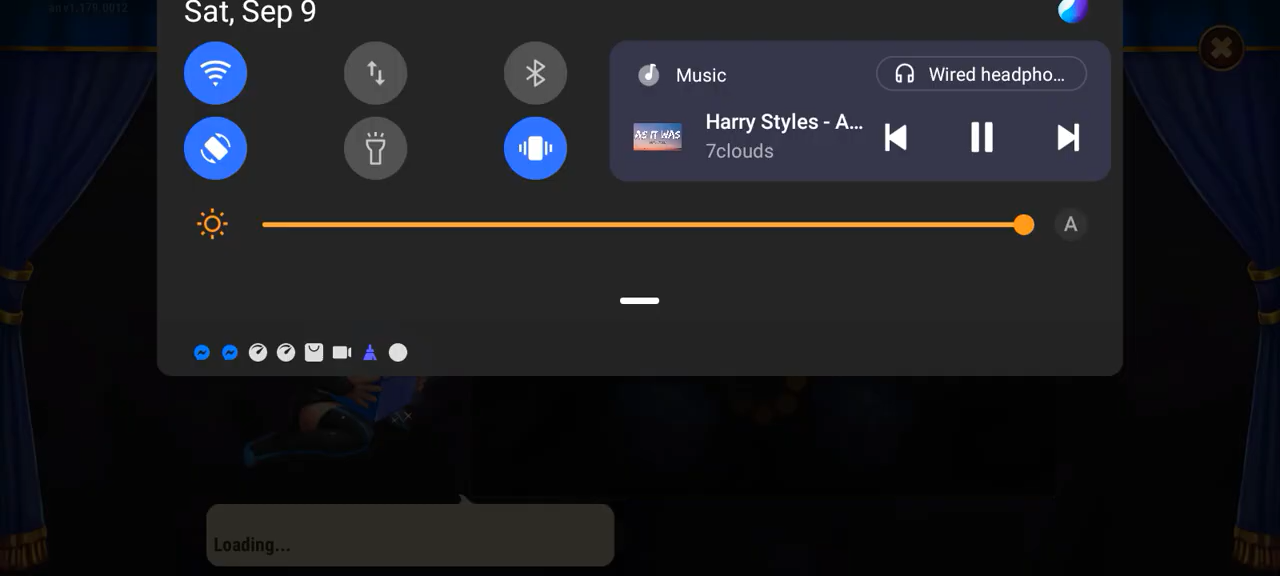 Sat, Sep 9
Music
Wired headpho...
AS IT WAS
Harry Styles - A...
7clouds
A
Loading...